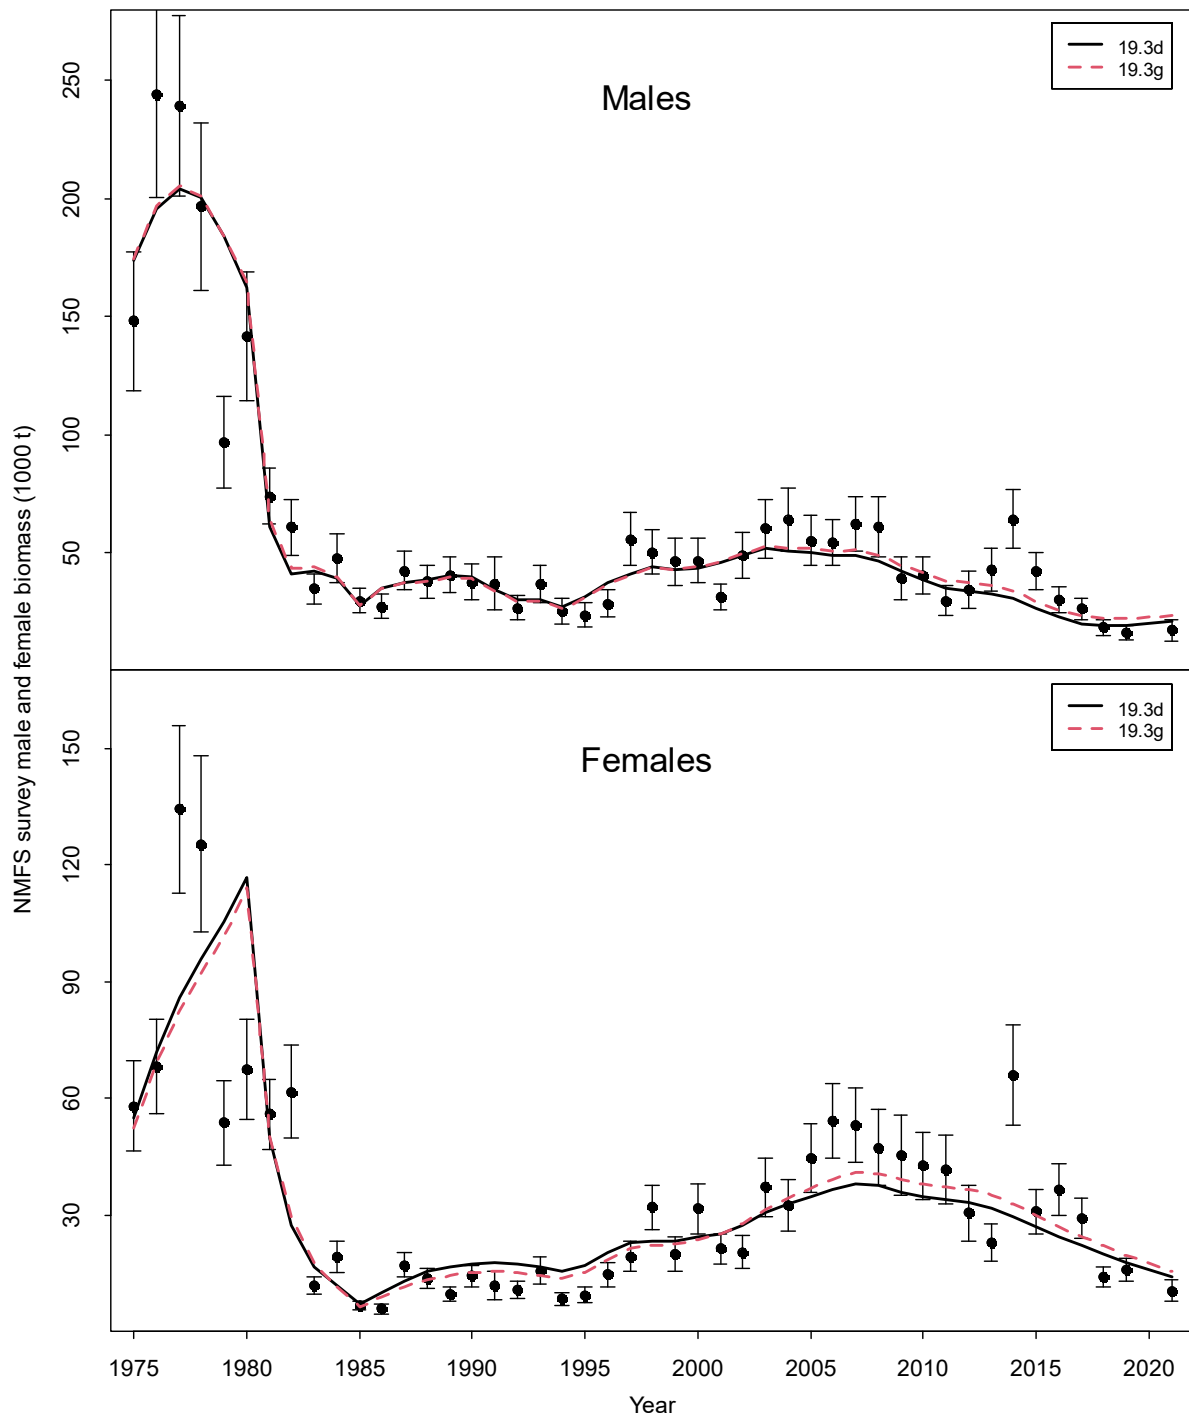 NMFS survey male and female biomass (1000 t)
Males
19.3d
19.3g
250
200
150
100
50
Females
19.3d
19.3g
150
120
90
60
30
1975 1980 1985 1990 1995 2000 2005 2010 2015 2020
Year